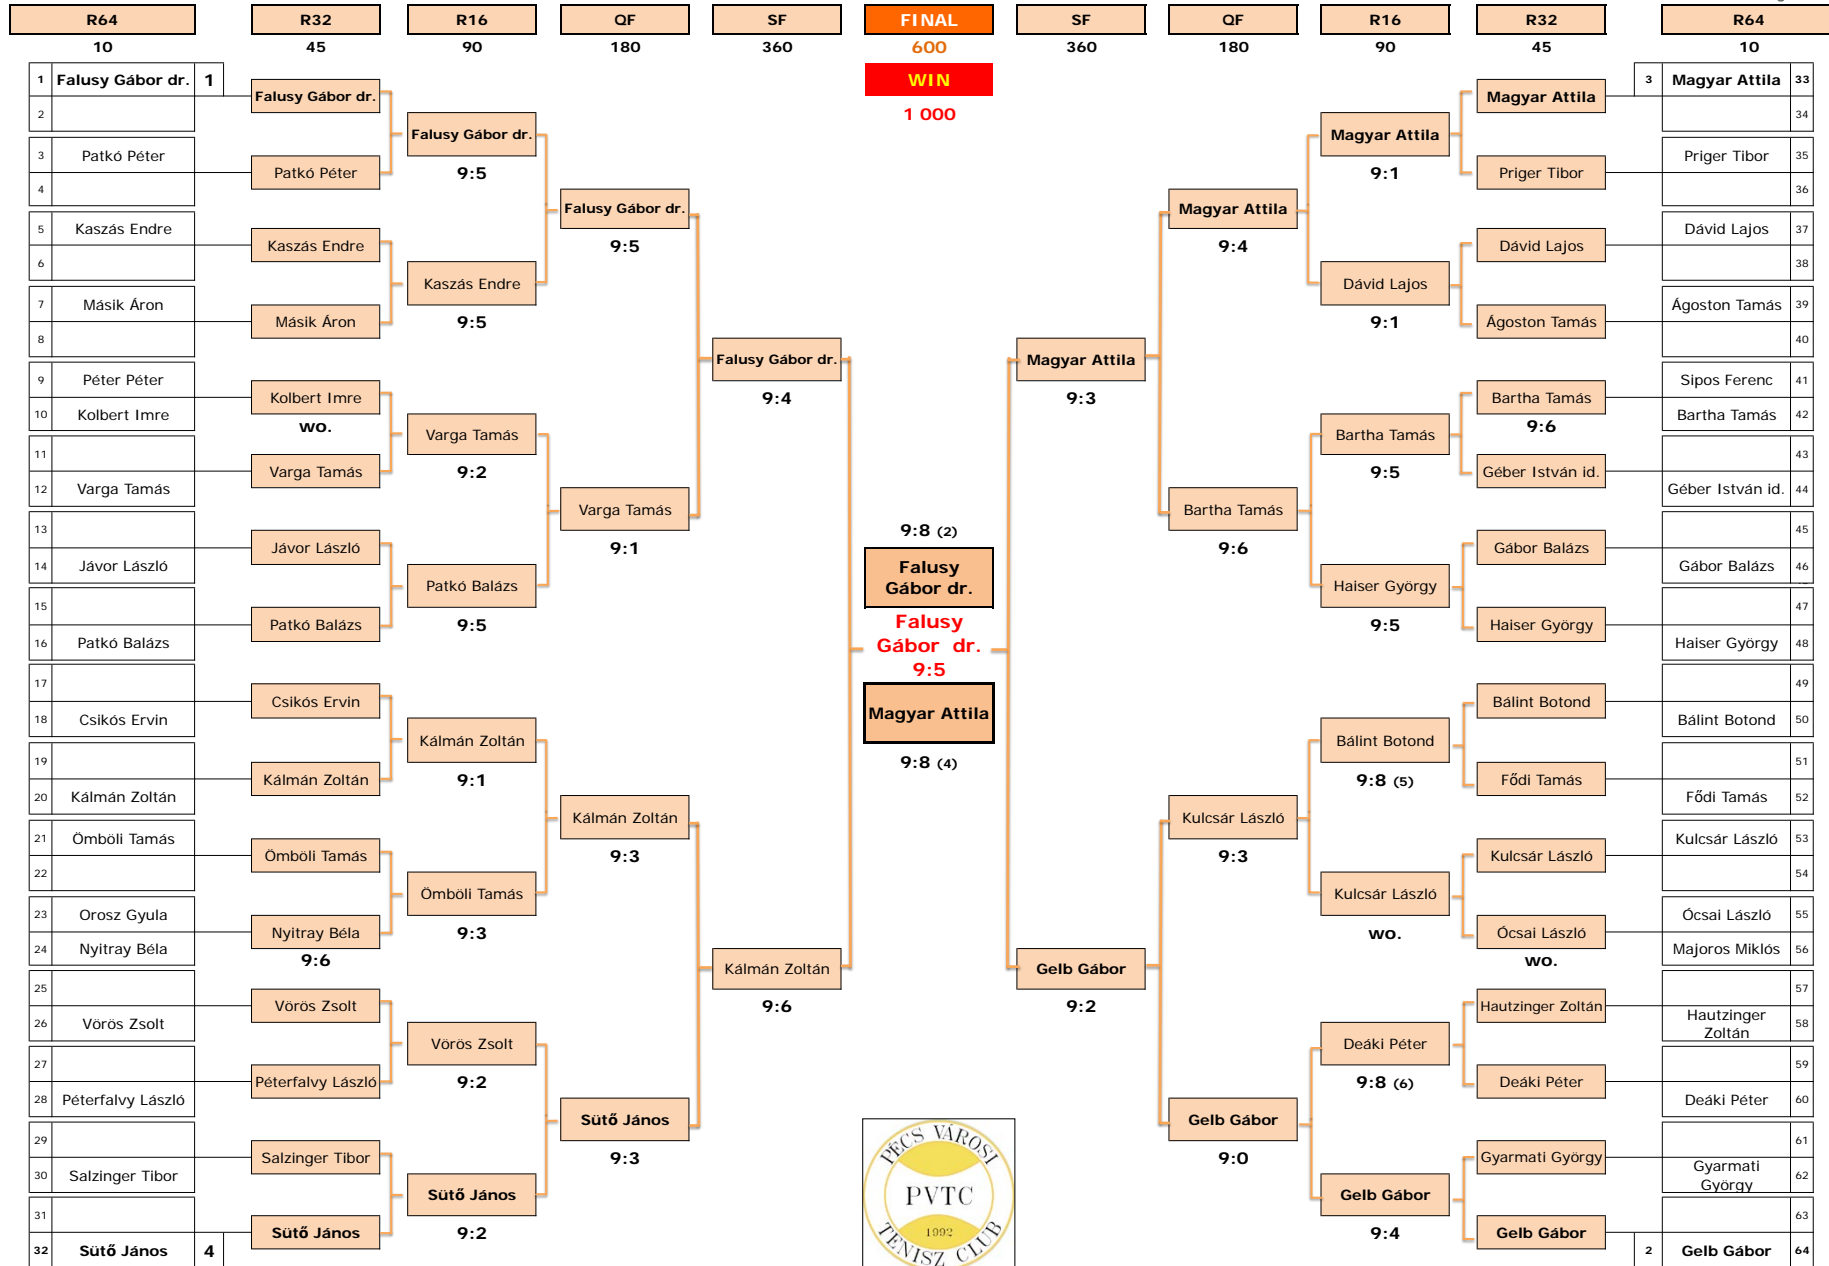 R64 R32 R16 QF SF FINAL SF QF R16 R32 R64
10 45 90 180 360 600 360 180 90 45 10
WIN
1 000
1 Falusy Gábor dr. 1
2
3 Patkó Péter
4
5 Kaszás Endre
6
7 Másik Áron
8
9 Péter Péter
10 Kolbert Imre
11
12 Varga Tamás
13
14 Jávor László
15
16 Patkó Balázs
17
18 Csikós Ervin
19
20 Kálmán Zoltán
21 Ömböli Tamás
22
23 Orosz Gyula
24 Nyitray Béla
25
26 Vörös Zsolt
27
28 Péterfalvy László
29
30 Salzinger Tibor
31
32 Sütő János 4
Falusy Gábor dr.
Patkó Péter
Kaszás Endre
Másik Áron
Kolbert Imre
wo.
Varga Tamás
Jávor László
Patkó Balázs
Csikós Ervin
Kálmán Zoltán
Ömböli Tamás
Nyitray Béla
9:6
Vörös Zsolt
Péterfalvy László
Salzinger Tibor
Sütő János
Falusy Gábor dr.
9:5
Kaszás Endre
9:5
Varga Tamás
9:2
Patkó Balázs
9:5
Kálmán Zoltán
9:1
Ömböli Tamás
9:3
Vörös Zsolt
9:2
Sütő János
9:2
Falusy Gábor dr.
9:5
Varga Tamás
9:1
Kálmán Zoltán
9:3
Sütő János
9:3
Falusy Gábor dr.
9:4
Kálmán Zoltán
9:6
9:8 (2)
Falusy
Gábor dr.
Falusy
Gábor dr.
9:5
Magyar Attila
9:8 (4)
PÉCS VÁROSI
PVTC
1992
TENISZ CLUB
Magyar Attila
9:3
Gelb Gábor
9:2
Magyar Attila
9:4
Bartha Tamás
9:6
Kulcsár László
9:3
Gelb Gábor
9:0
Magyar Attila
9:1
Dávid Lajos
9:1
Bartha Tamás
9:5
Haiser György
9:5
Bálint Botond
9:8 (5)
Kulcsár László
wo.
Deáki Péter
9:8 (6)
Gelb Gábor
9:4
Magyar Attila
Priger Tibor
Dávid Lajos
Ágoston Tamás
Bartha Tamás
9:6
Géber István id.
Gábor Balázs
Haiser György
Bálint Botond
Fődi Tamás
Kulcsár László
Ócsai László
wo.
Hautzinger Zoltán
Deáki Péter
Gyarmati György
Gelb Gábor
3 Magyar Attila 33
34
Priger Tibor 35
36
Dávid Lajos 37
38
Ágoston Tamás 39
40
Sipos Ferenc 41
Bartha Tamás 42
43
Géber István id. 44
45
Gábor Balázs 46
47
Haiser György 48
49
Bálint Botond 50
51
Fődi Tamás 52
Kulcsár László 53
54
Ócsai László 55
Majoros Miklós 56
57
Hautzinger
Zoltán 58
59
Deáki Péter 60
61
Gyarmati
György 62
63
2 Gelb Gábor 64